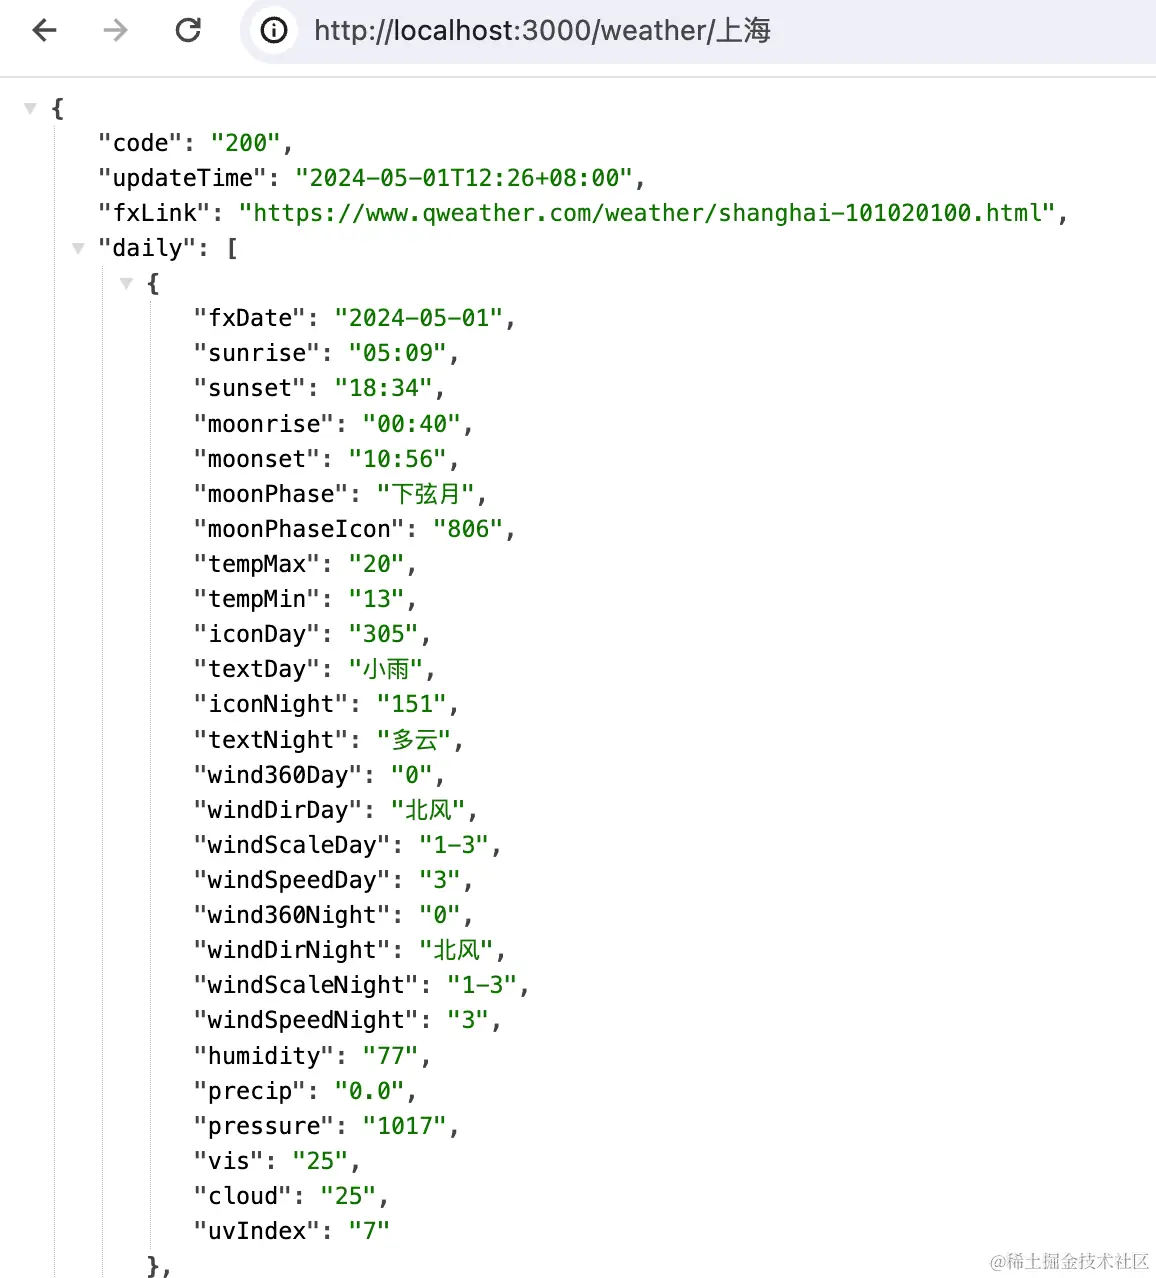 http://localhost:3000/weather/上海
{
"code": "200",
"updateTime": "2024-05-01T12:26+08:00",
"fxLink": "https://www.qweather.com/weather/shanghai-101020100.html",
"daily": [
{
"fxDate": "2024-05-01",
"sunrise": "05:09",
"sunset": "18:34",
"moonrise": "00:40",
"moonset": "10:56",
"moonPhase": "下弦月",
"moonPhaseIcon": "806",
"tempMax": "20",
"tempMin": "13",
"iconDay": "305",
"textDay": "小雨",
"iconNight": "151",
"textNight": "多云",
"wind360Day": "0",
"windDirDay": "北风",
"windScaleDay": "1-3",
"windSpeedDay": "3",
"wind360Night": "0",
"windDirNight": "北风",
"windScaleNight": "1-3",
"windSpeedNight": "3",
"humidity": "77",
"precip": "0.0",
"pressure": "1017",
"vis": "25",
"cloud": "25",
"uvIndex": "7"
},
@稀土掘金技术社区